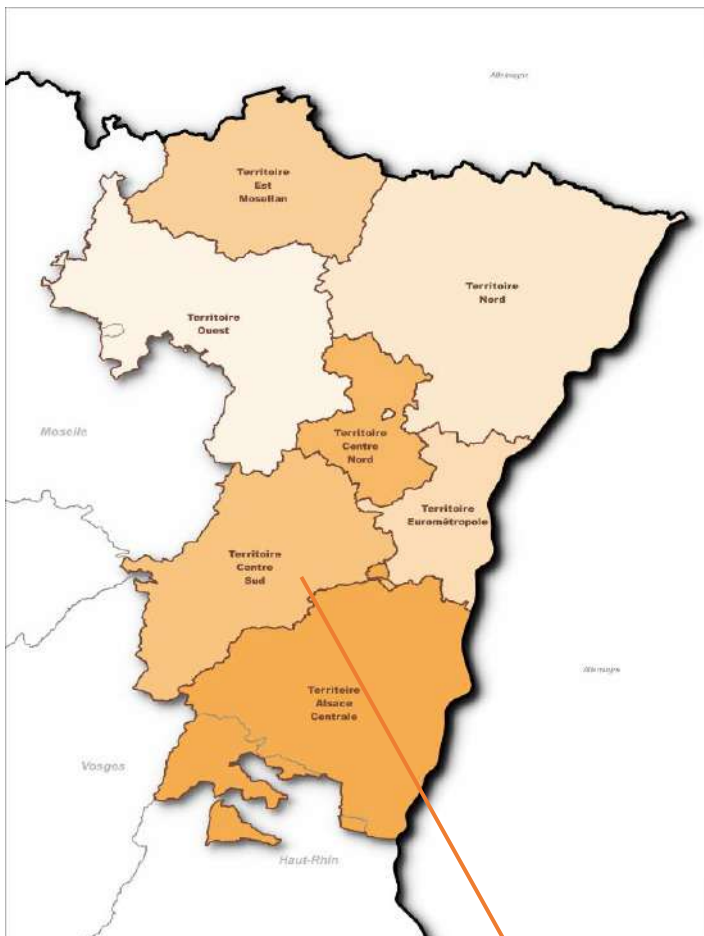 Allemagne
Territoire
Est
Mosellan
Territoire
Nord
Territoire
Ouest
Moselle
Territoire
Centre
Nord
Territoire
Eurométropole
Territoire
Centre
Sud
Allemagne
Territoire
Alsace
Centrale
Vosges
Haut-Rhin